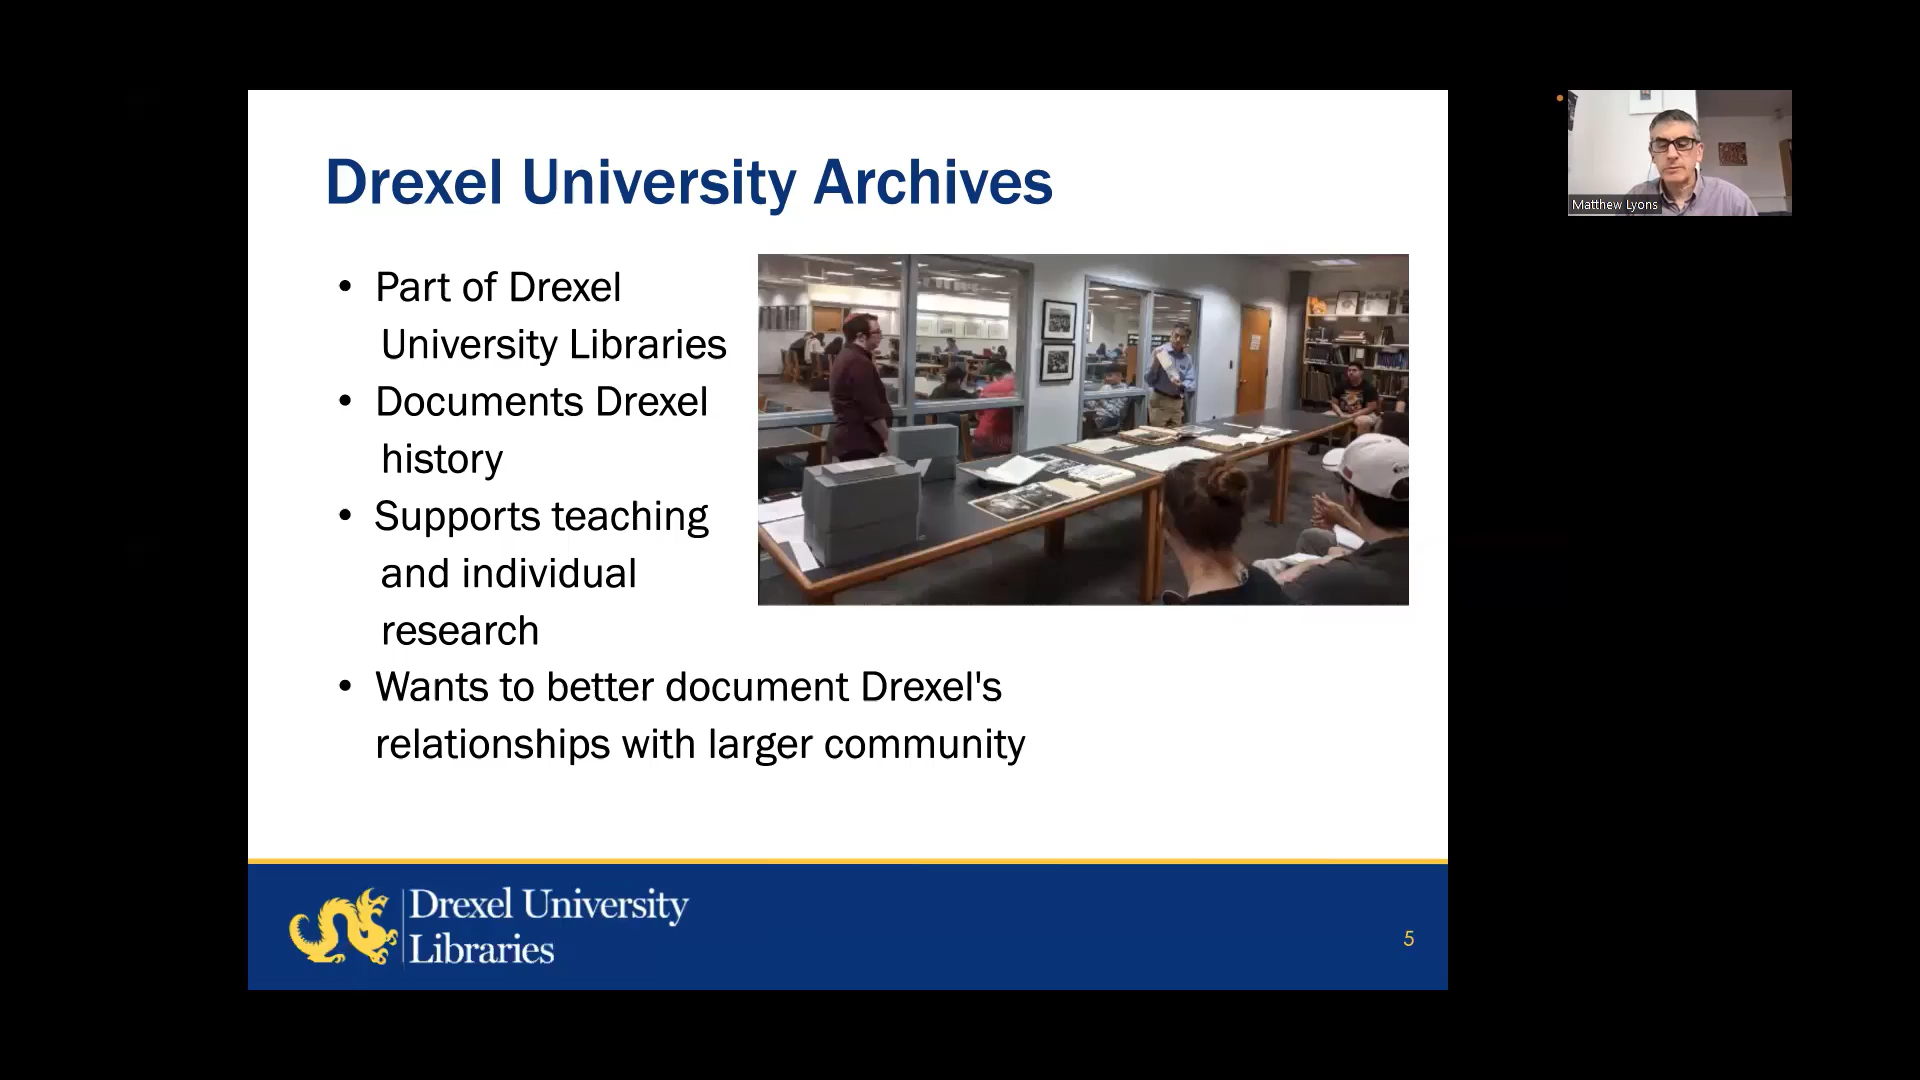 Drexel University Archives
• Part of Drexel
University Libraries
• Documents Drexel
history
• Supports teaching
and individual
research
• Wants to better document Drexel's
relationships with larger community
Drexel University
Libraries
5
Matthew Lyons